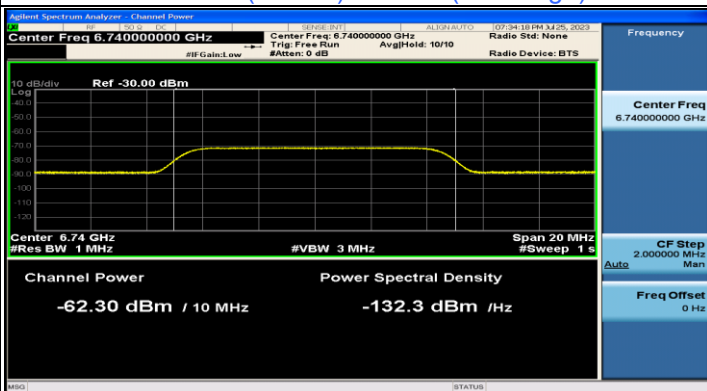 Agilent Spectrum Analyzer - Channel Power
RF 50 Ω DC SENSE:INT ALIGN AUTO 07:34:18 PM Jul 25, 2023
Center Freq 6.740000000 GHz
Center Freq: 6.740000000 GHz Radio Std: None
Trig: Free Run Avg|Hold: 10/10
#IFGain:Low #Atten: 0 dB Radio Device: BTS
Frequency
10 dB/div Ref -30.00 dBm
Log
-40.0
-50.0
-60.0
-70.0
-80.0
-90.0
-100
-110
-120
Center Freq
6.740000000 GHz
Center 6.74 GHz Span 20 MHz
#Res BW 1 MHz #VBW 3 MHz #Sweep 1 s
CF Step
2.000000 MHz
Auto Man
Channel Power Power Spectral Density
-62.30 dBm / 10 MHz -132.3 dBm /Hz
Freq Offset
0 Hz
MSG STATUS